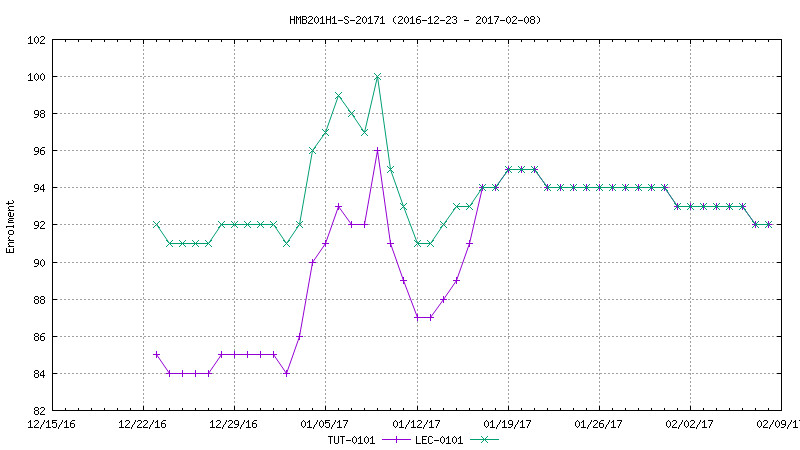 HMB201H1-S-20171 (2016-12-23 - 2017-02-08)
102
100
98
96
94
92
90
88
86
84
82
Enrolment
12/15/16 12/22/16 12/29/16 01/05/17 01/12/17 01/19/17 01/26/17 02/02/17 02/09/17
TUT-0101 LEC-0101